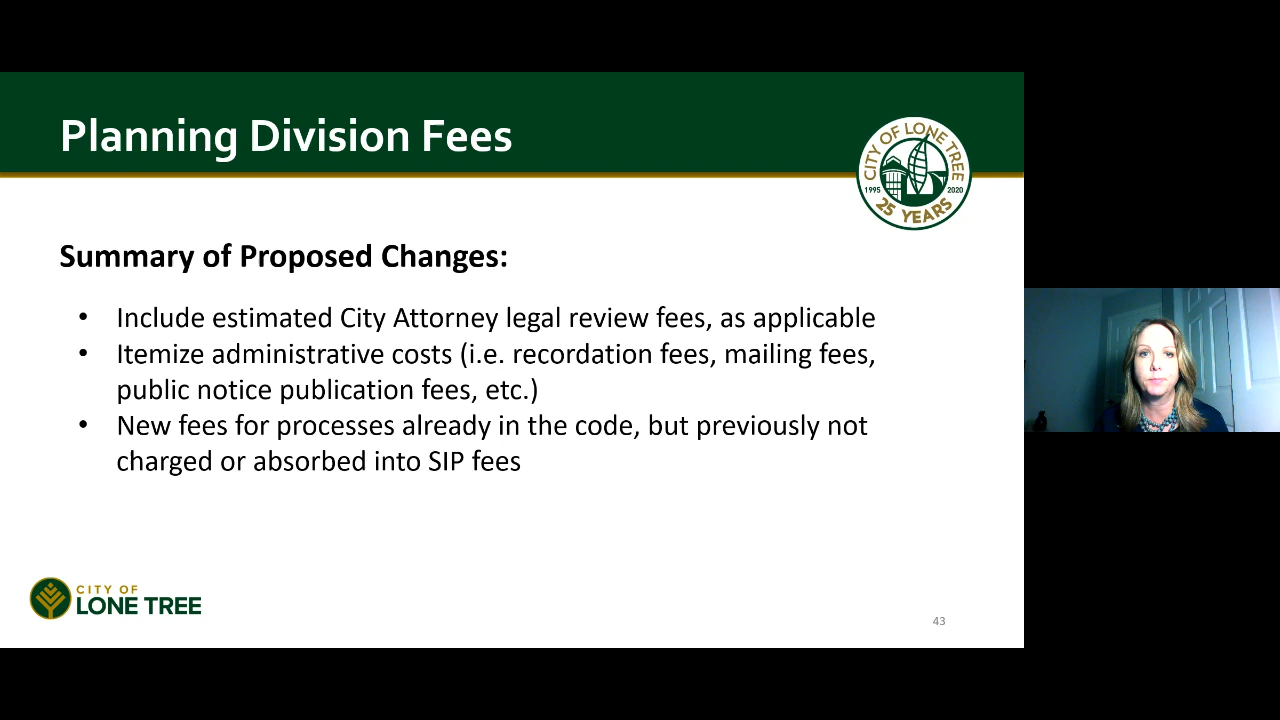 Planning Division Fees
CITY OF LONE TREE
1995
2020
25 YEARS
Summary of Proposed Changes:
• Include estimated City Attorney legal review fees, as applicable
• Itemize administrative costs (i.e. recordation fees, mailing fees,
public notice publication fees, etc.)
• New fees for processes already in the code, but previously not
charged or absorbed into SIP fees
CITY OF
LONE TREE
43